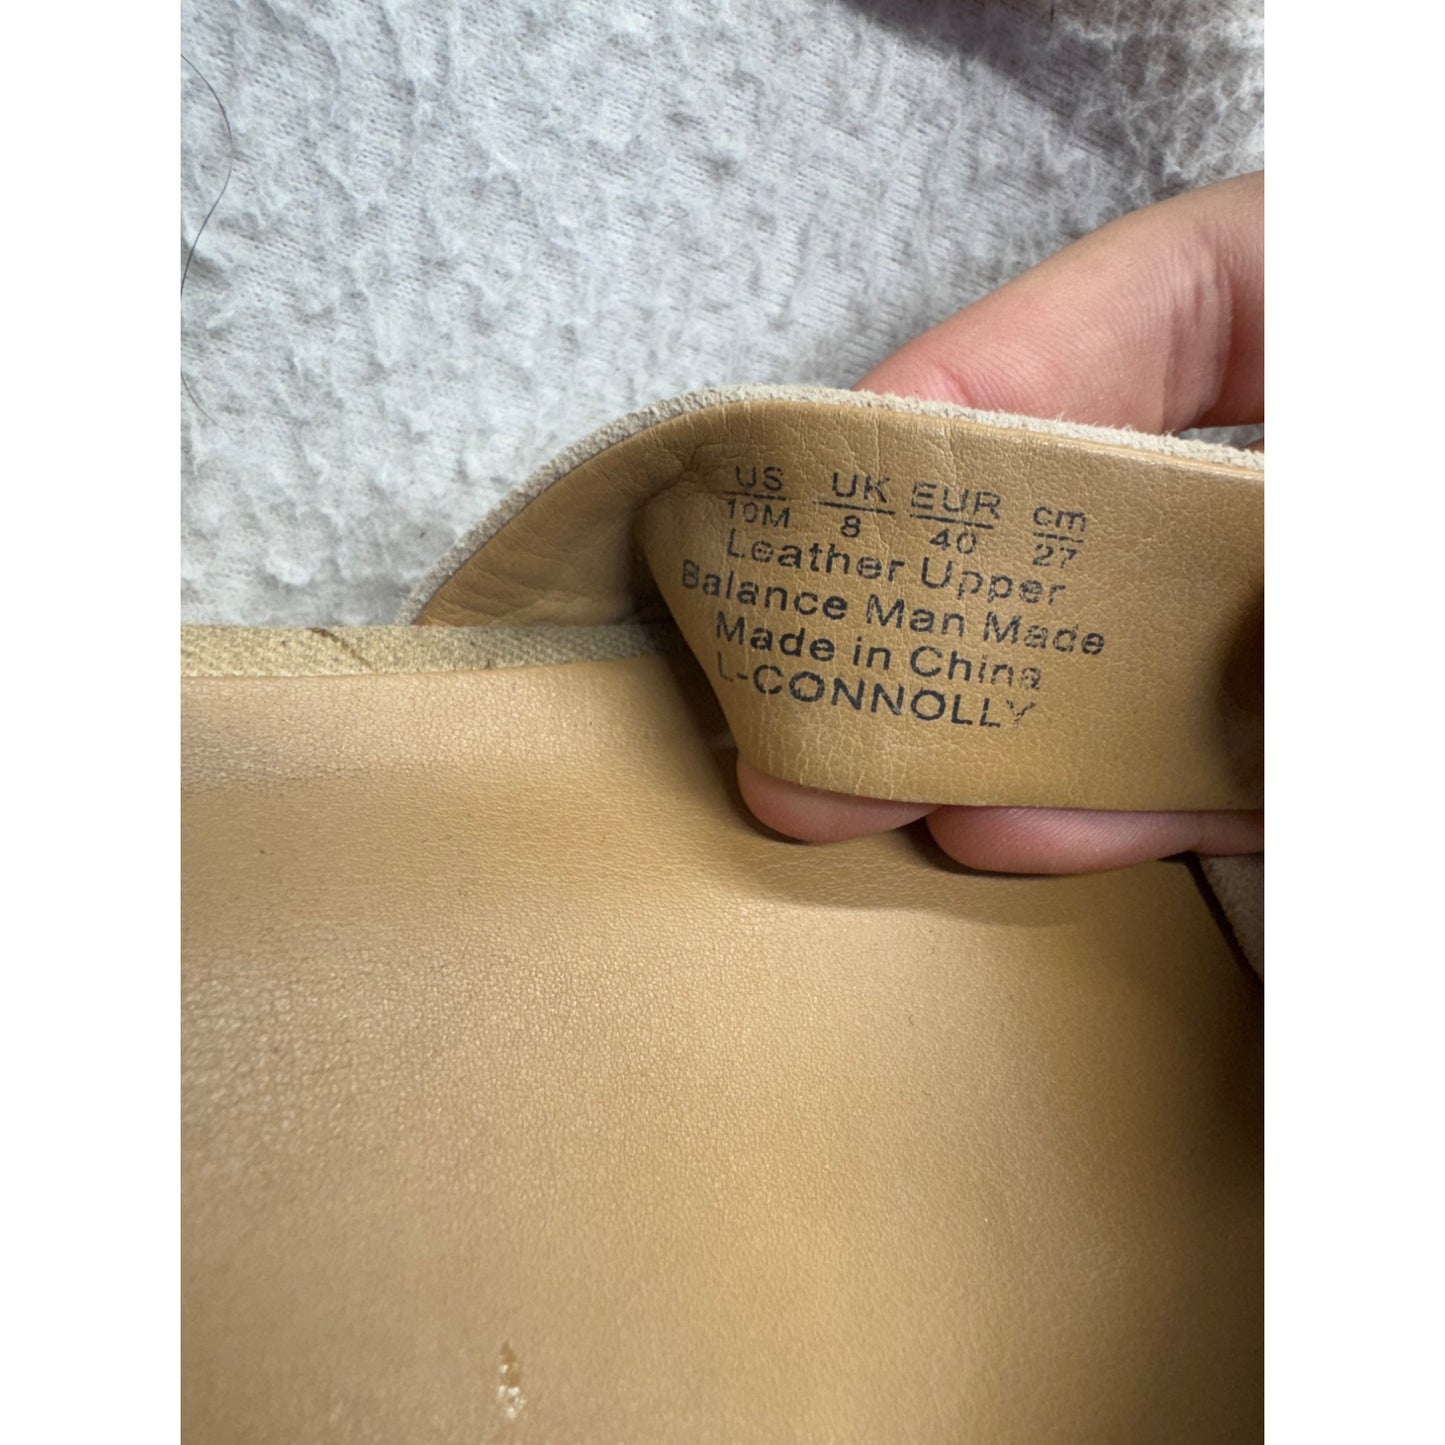 US UK EUR cm
10M 8 40 27
Leather Upper
Balance Man Made
Made in China
L-CONNOLLY